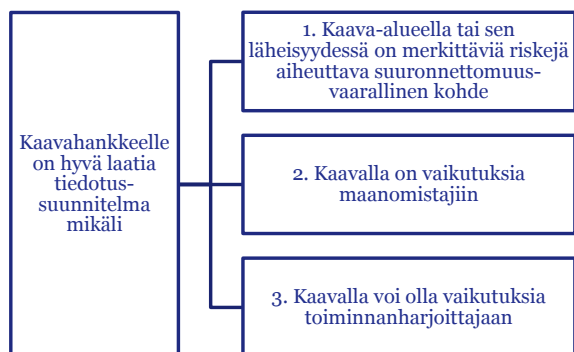 Kaavahankkeelle
on hyvä laatia
tiedotus-
suunnitelma
mikäli
1. Kaava-alueella tai sen
läheisyydessä on merkittäviä riskejä
aiheuttava suuronnettomuus-
vaarallinen kohde
2. Kaavalla on vaikutuksia
maanomistajiin
3. Kaavalla voi olla vaikutuksia
toiminnanharjoittajaan